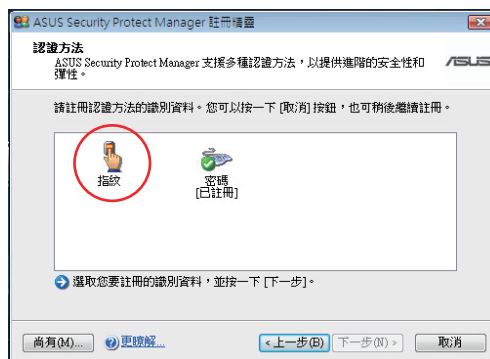 ASUS Security Protect Manager 註冊精靈
認證方法
ASUS Security Protect Manager 支援多種認證方法，以提供進階的安全性和
彈性。
ASUS
請註冊認證方法的識別資料。您可以按一下 [取消] 按鈕，也可稍後繼續註冊。
指紋
密碼
[已註冊]
選取您要註冊的識別資料，並按一下 [下一步]。
尚有(M)...
更瞭解...
<上一步(B)
下一步(N) >
取消